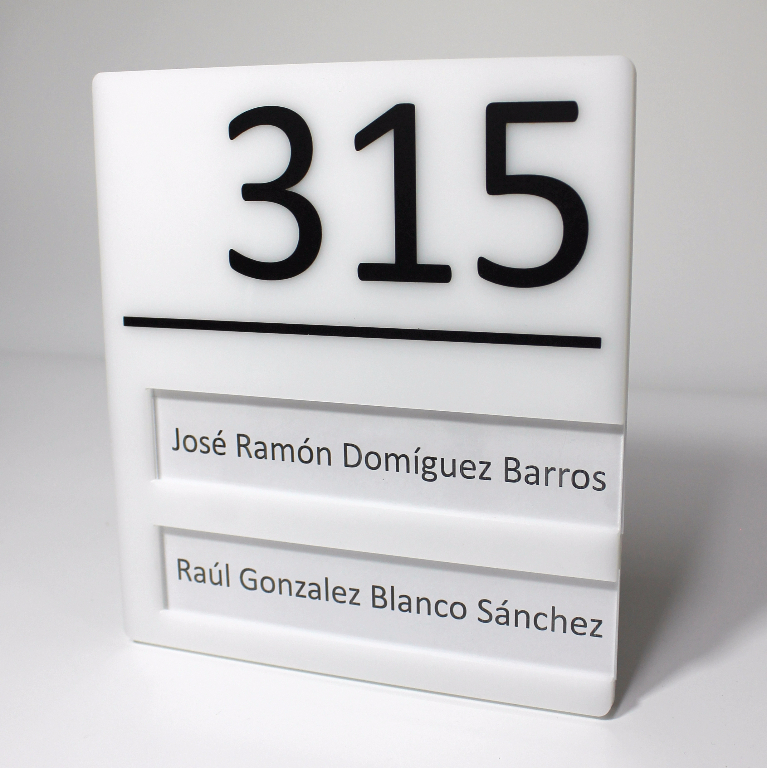 315
José Ramón Domíguez Barros
Raúl Gonzalez Blanco Sánchez